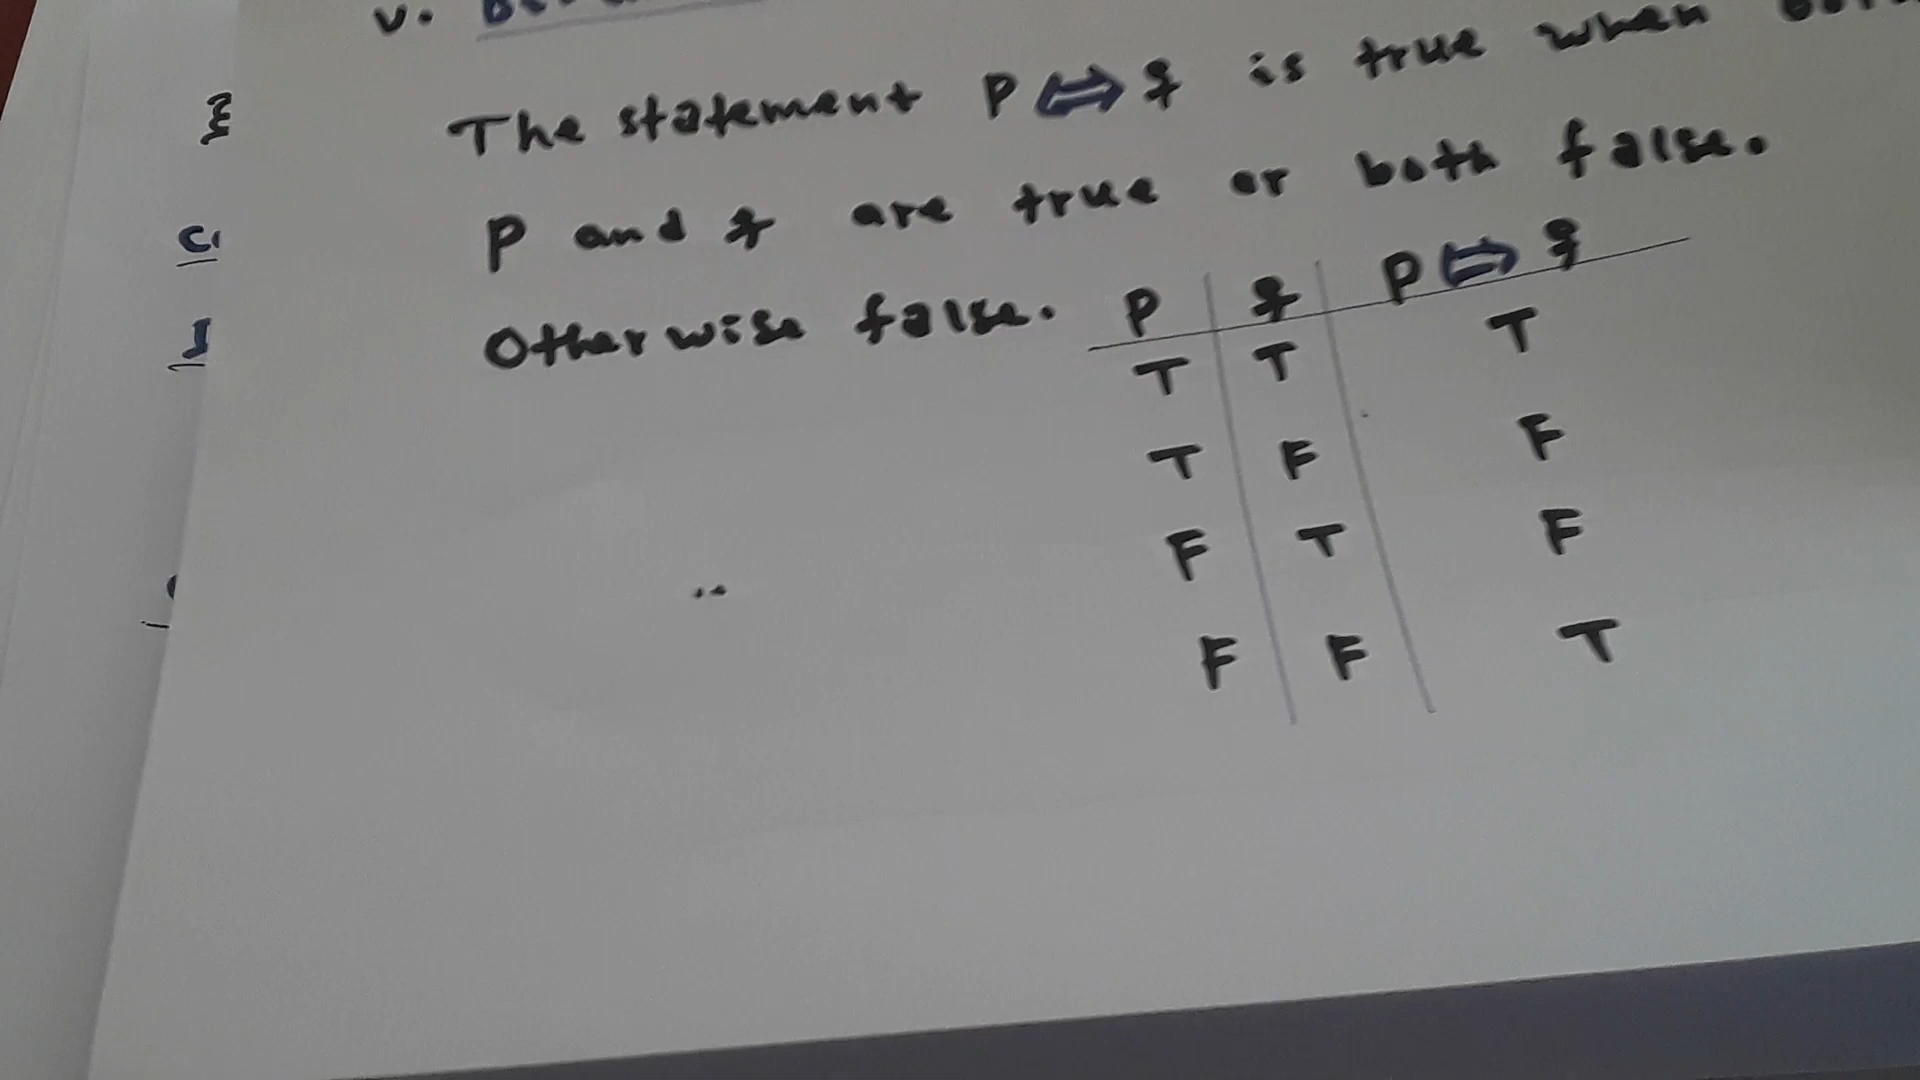 v.
The statement P ⇔ q is true when
P and q are true or both false.
Otherwise false.
P q P ⇔ q
T T T
T F F
F T F
F F T